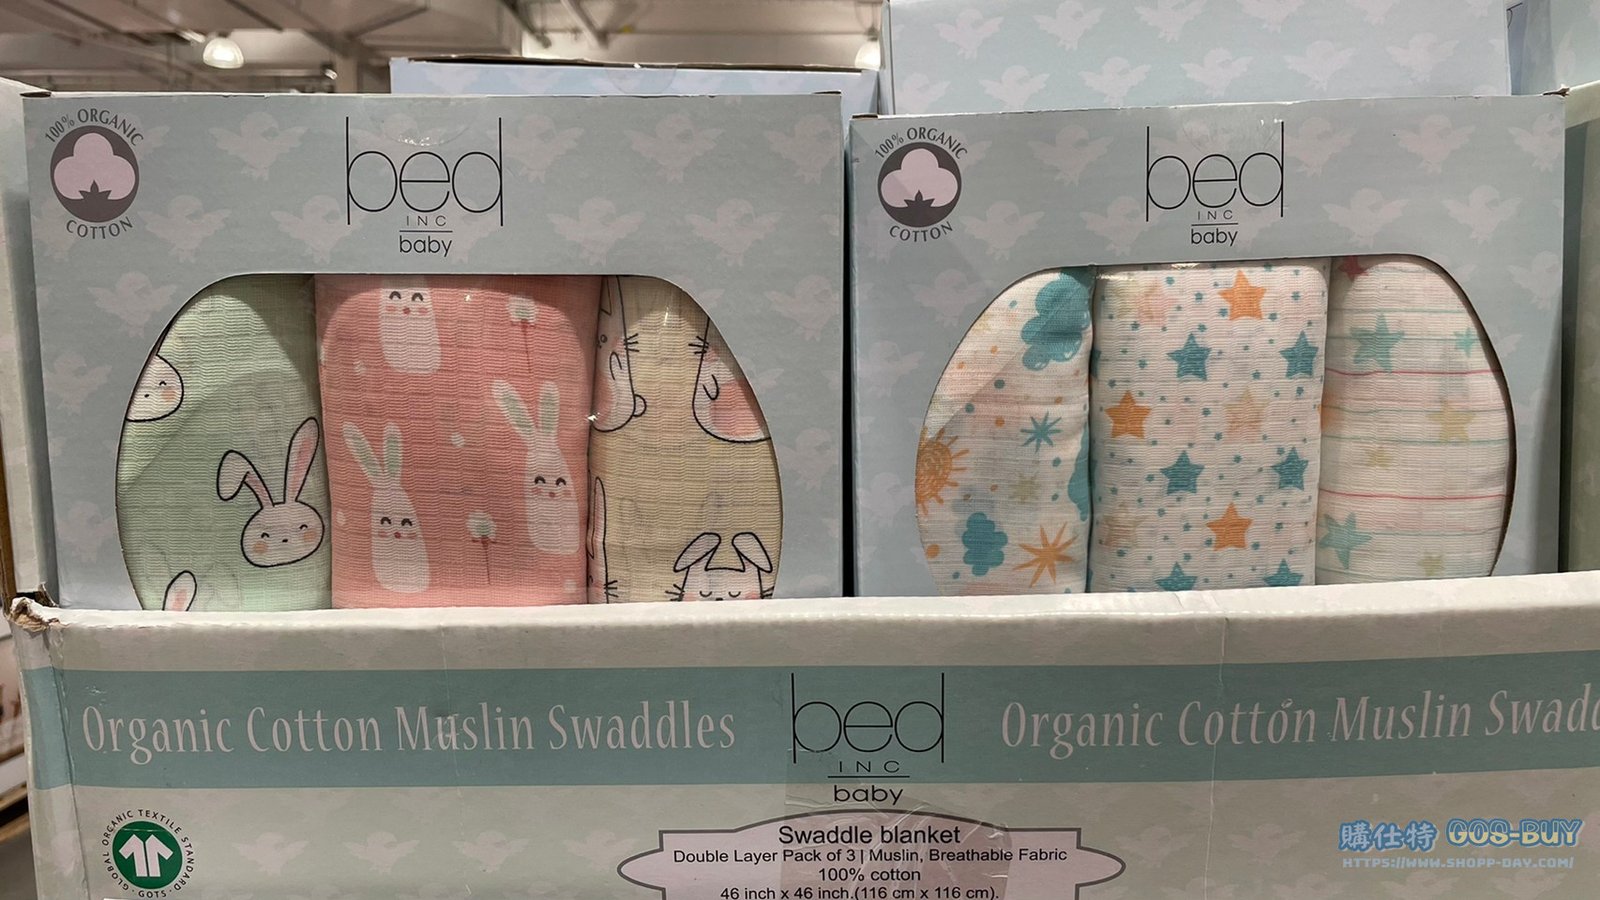 100% ORGANIC
COTTON
bed
INC
baby
100% ORGANIC
COTTON
bed
INC
baby
Organic Cotton Muslin Swaddles
bed
INC
baby
Organic Cotton Muslin Swadd
GLOBAL ORGANIC TEXTILE STANDARD
· GOTS ·
Swaddle blanket
Double Layer Pack of 3 | Muslin, Breathable Fabric
100% cotton
46 inch x 46 inch.(116 cm x 116 cm).
購仕特 GOS-BUY
HTTPS://WWW.SHOPP-DAY.COM/